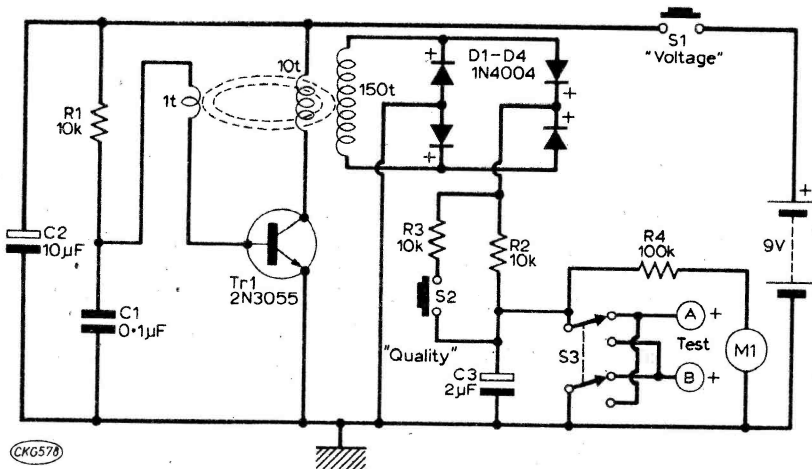 S1
"Voltage"
D1-D4
1N4004
10t
1t
150t
+
+
+
+
R1
10k
C2
10µF
C1
0·1µF
Tr1
2N3055
R3
10k
R2
10k
S2
"Quality"
C3
2µF
R4
100k
S3
A +
Test
B +
M1
+
9V
CKG578